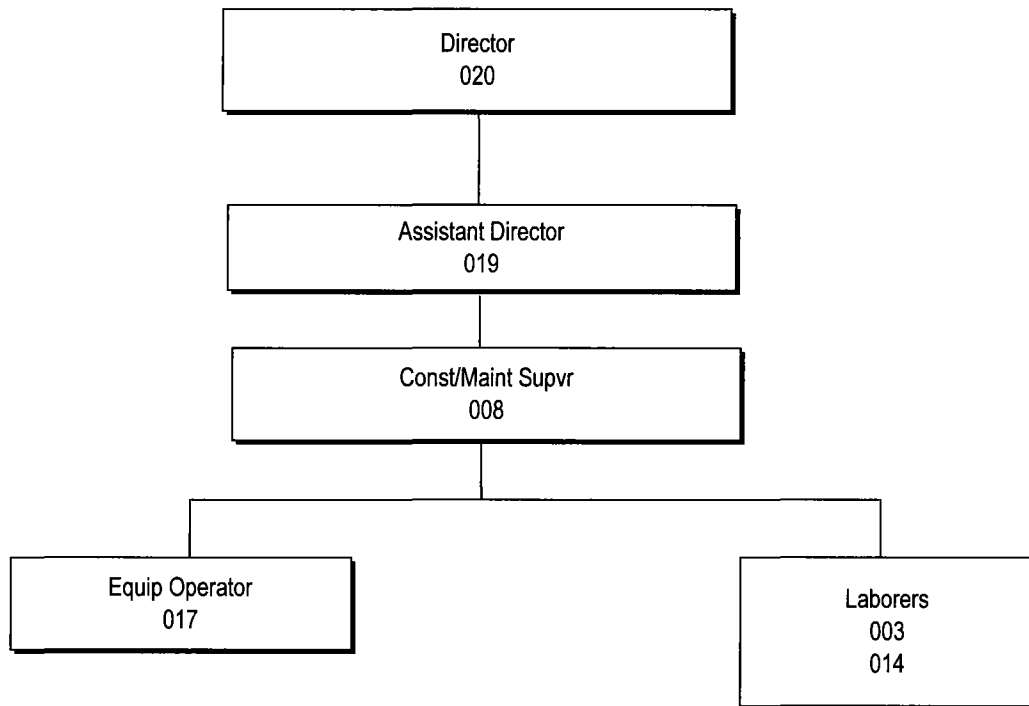 Director
020
Assistant Director
019
Const/Maint Supvr
008
Equip Operator
017
Laborers
003
014